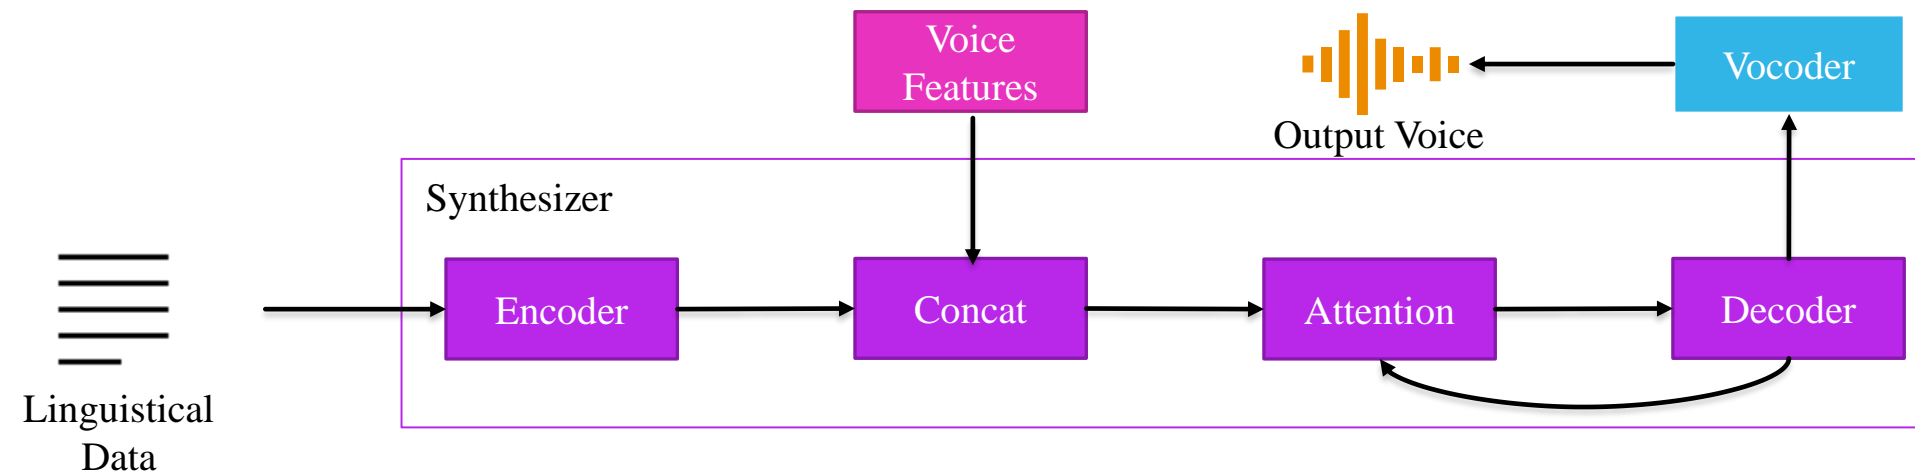 Voice
Features
Vocoder
Output Voice
Synthesizer
Encoder
Concat
Attention
Decoder
Linguistical
Data